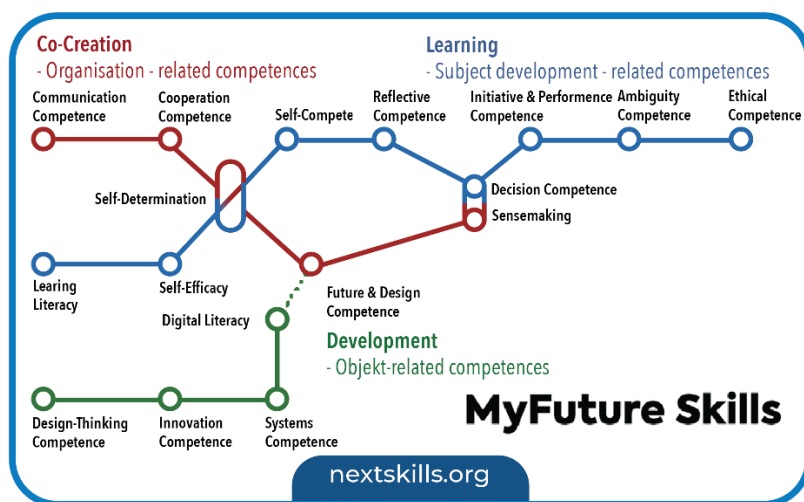 Co-Creation
- Organisation - related competences
Learning
- Subject development - related competences
Communication
Competence
Cooperation
Competence
Self-Compete
Reflective
Competence
Initiative & Performence
Competence
Ambiguity
Competence
Ethical
Competence
Self-Determination
Decision Competence
Sensemaking
Learing
Literacy
Self-Efficacy
Future & Design
Competence
Digital Literacy
Development
- Objekt-related competences
Design-Thinking
Competence
Innovation
Competence
Systems
Competence
MyFuture Skills
nextskills.org